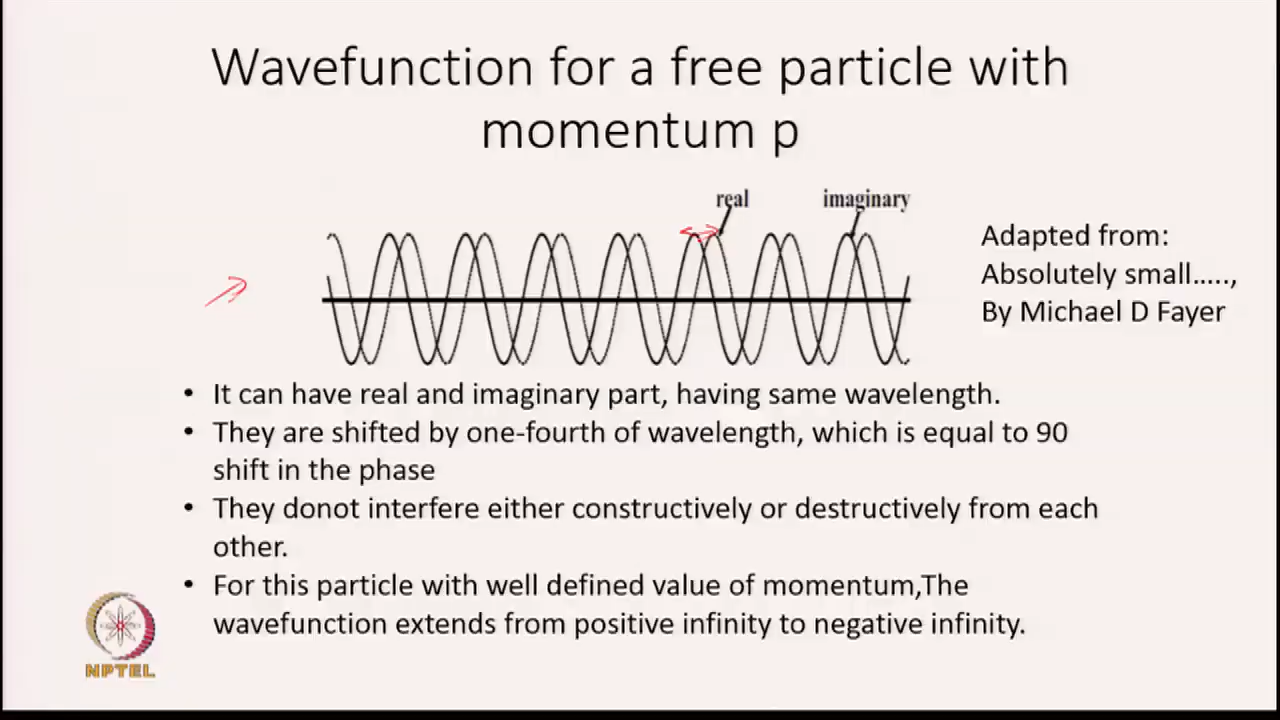 Wavefunction for a free particle with
momentum p
real
imaginary
Adapted from:
Absolutely small.....,
By Michael D Fayer
• It can have real and imaginary part, having same wavelength.
• They are shifted by one-fourth of wavelength, which is equal to 90
shift in the phase
• They donot interfere either constructively or destructively from each
other.
• For this particle with well defined value of momentum,The
wavefunction extends from positive infinity to negative infinity.
NPTEL